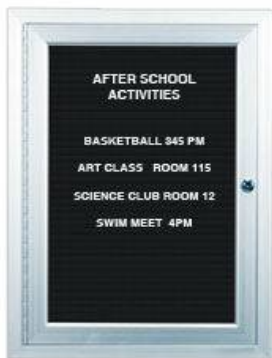 AFTER SCHOOL
ACTIVITIES
BASKETBALL 345 PM
ART CLASS ROOM 115
SCIENCE CLUB ROOM 12
SWIM MEET 4PM